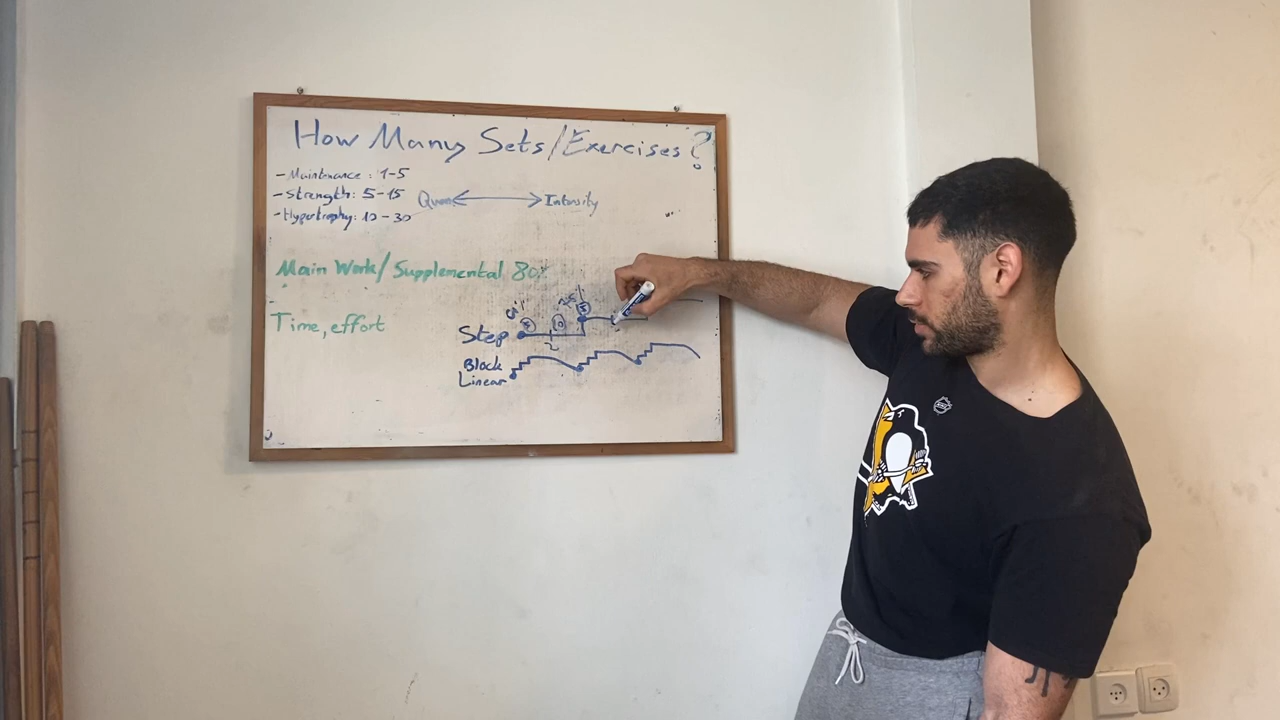 How Many Sets/Exercises?
- Maintenance : 1-5
- Strength: 5-15
- Hypertrophy: 10-30
Intensity
Main Work/Supplemental 80%
Time, effort
Step
Block
Linear